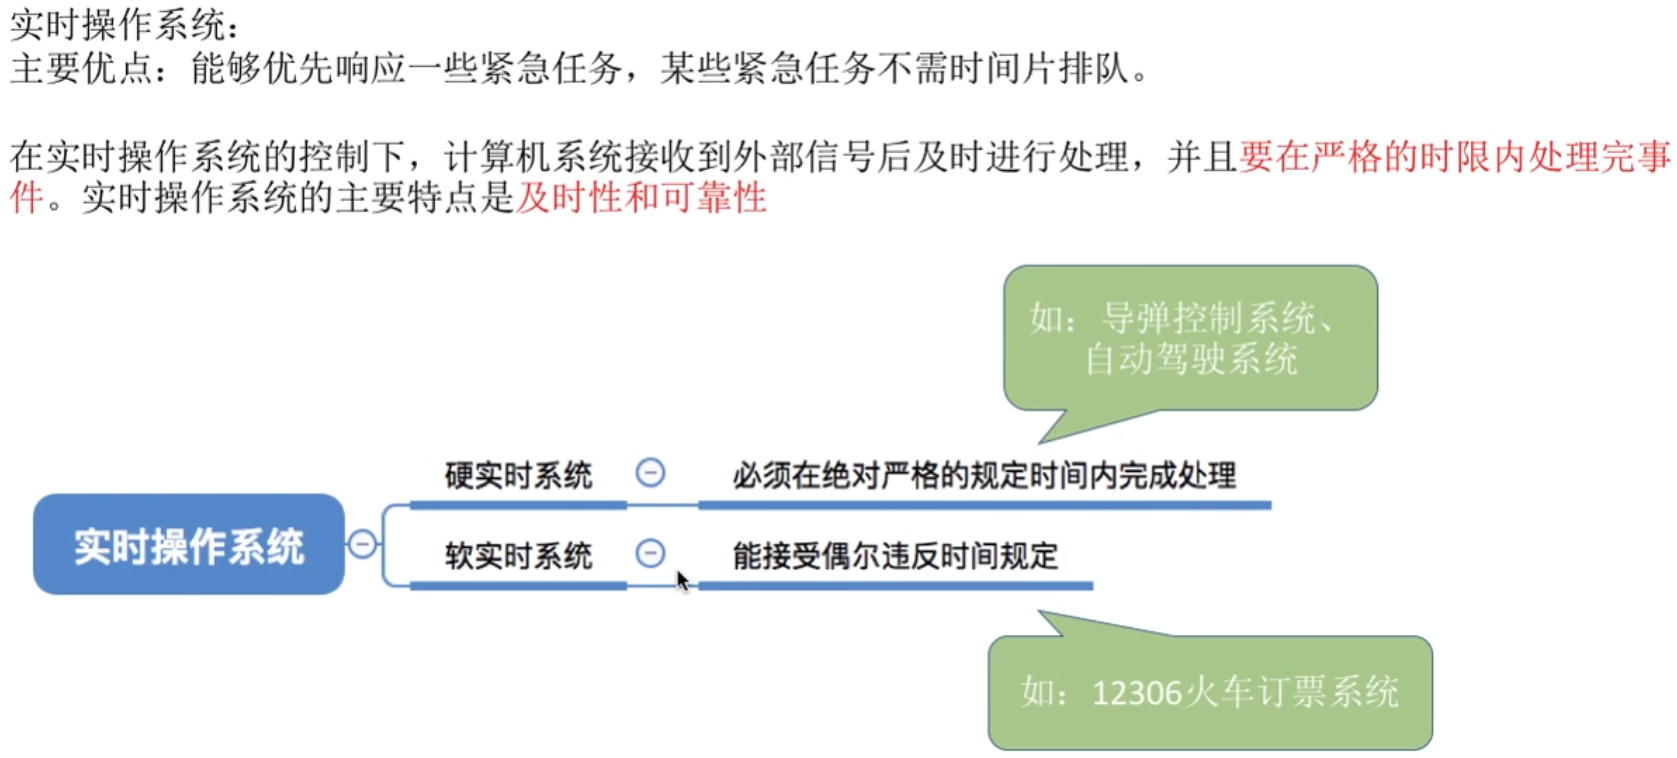 实时操作系统：
主要优点：能够优先响应一些紧急任务，某些紧急任务不需时间片排队。
在实时操作系统的控制下，计算机系统接收到外部信号后及时进行处理，并且要在严格的时限内处理完事
件。实时操作系统的主要特点是及时性和可靠性
如：导弹控制系统、
自动驾驶系统
硬实时系统 必须在绝对严格的规定时间内完成处理
实时操作系统
软实时系统 能接受偶尔违反时间规定
如：12306火车订票系统